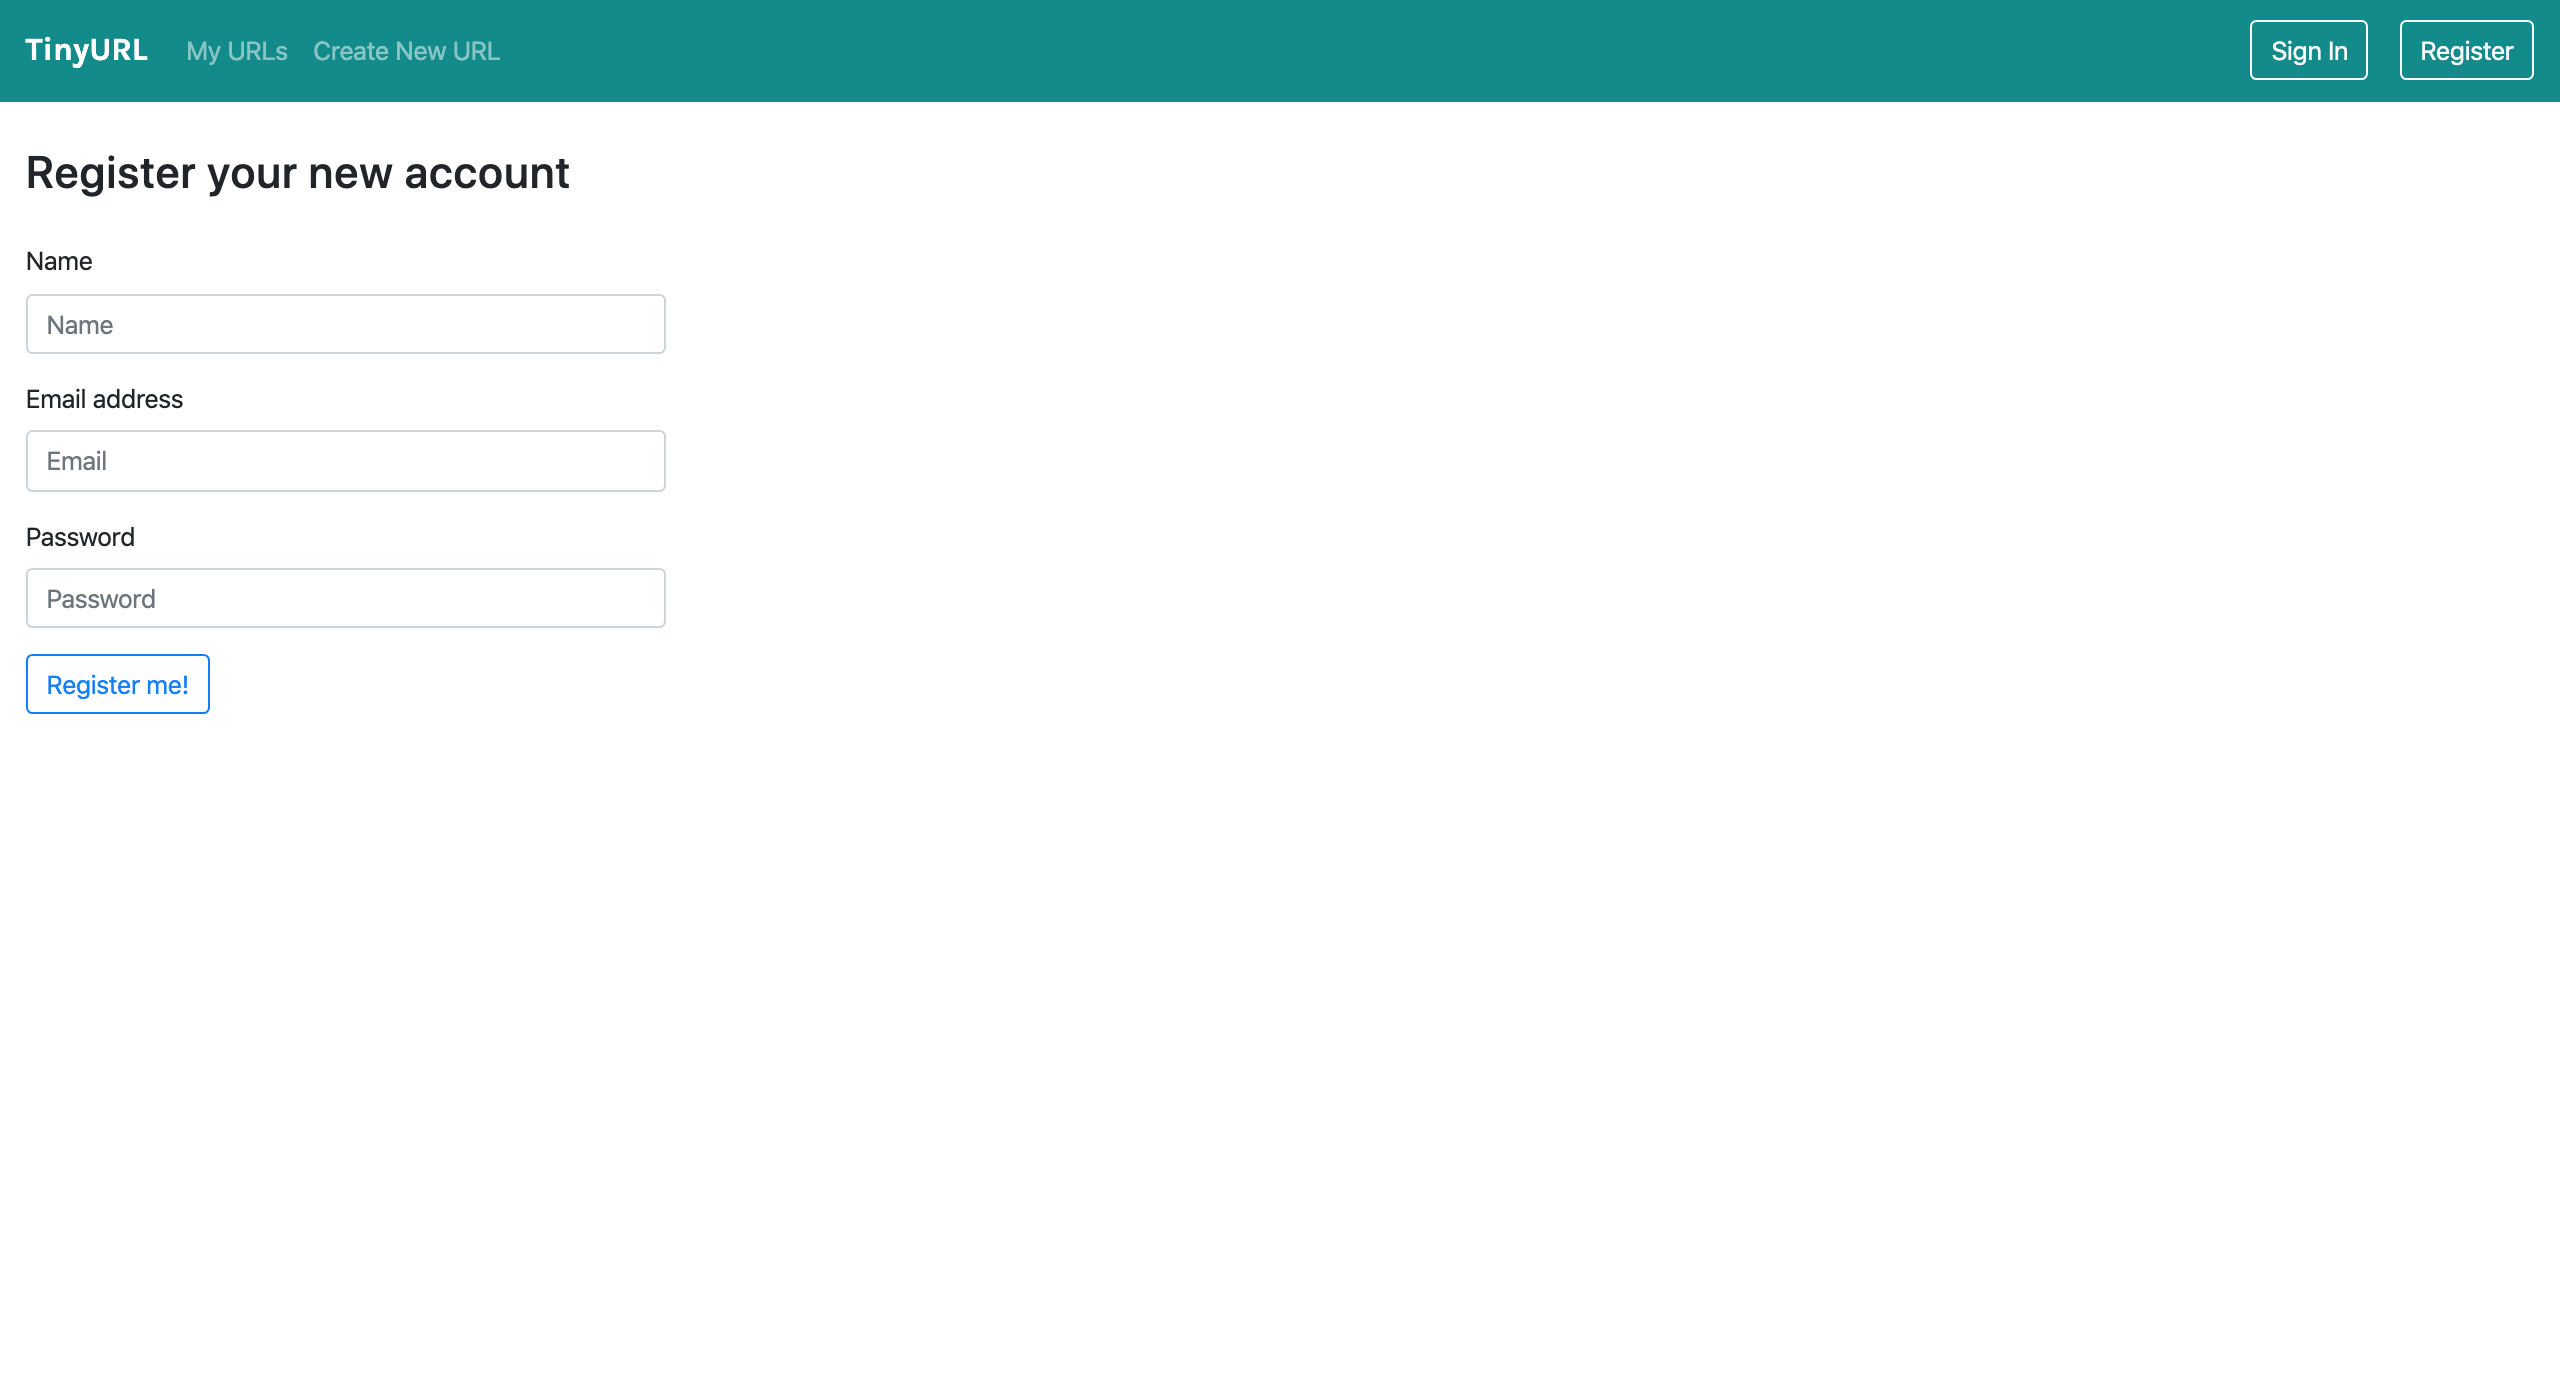 TinyURL My URLs Create New URL Sign In Register
Register your new account
Name
Name
Email address
Email
Password
Password
Register me!